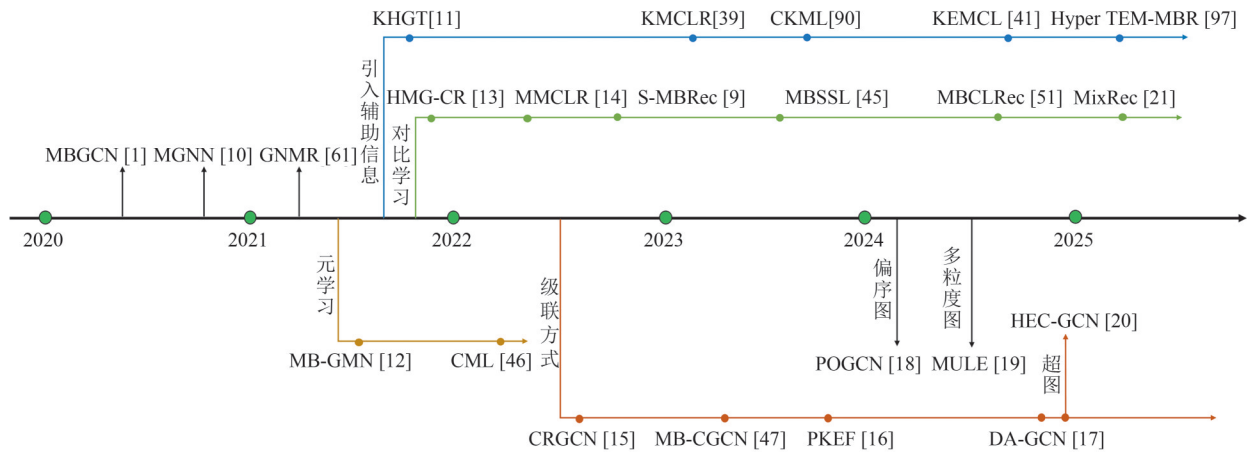 KHGT[11] KMCLR[39] CKML[90] KEMCL [41] Hyper TEM-MBR [97]
引入辅助信息
HMG-CR [13] MMCLR [14] S-MBRec [9] MBSSL [45] MBCLRec [51] MixRec [21]
对比学习
MBGCN [1] MGNN [10] GNMR [61]
2020 2021 2022 2023 2024 2025
元学习
级联方式
偏序图
多粒度图
HEC-GCN [20]
MB-GMN [12] CML [46] POGCN [18] MULE [19]
超图
CRGCN [15] MB-CGCN [47] PKEF [16] DA-GCN [17]